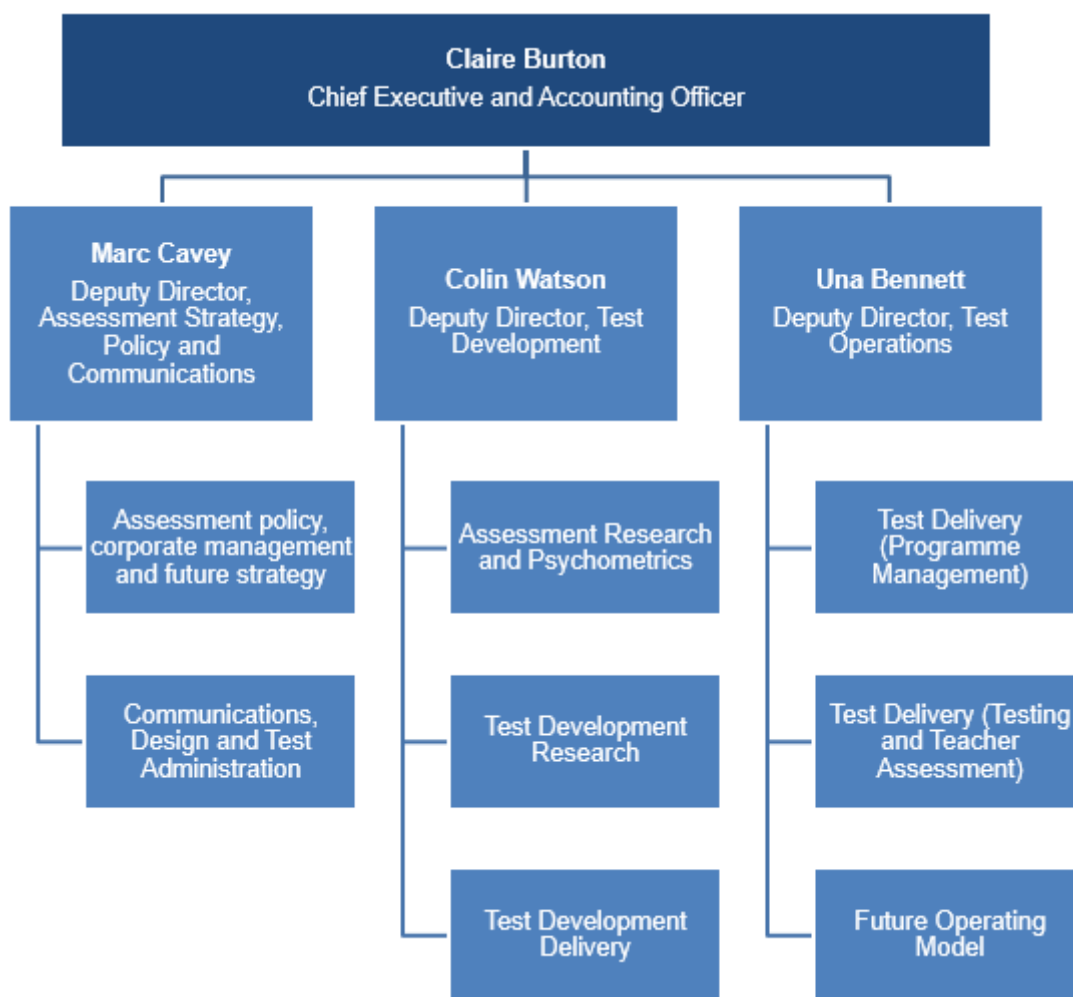 Claire Burton
Chief Executive and Accounting Officer
Marc Cavey
Deputy Director,
Assessment Strategy,
Policy and
Communications
Colin Watson
Deputy Director, Test
Development
Una Bennett
Deputy Director, Test
Operations
Assessment policy,
corporate management
and future strategy
Assessment Research
and Psychometrics
Test Delivery
(Programme
Management)
Communications,
Design and Test
Administration
Test Development
Research
Test Delivery (Testing
and Teacher
Assessment)
Test Development
Delivery
Future Operating
Model